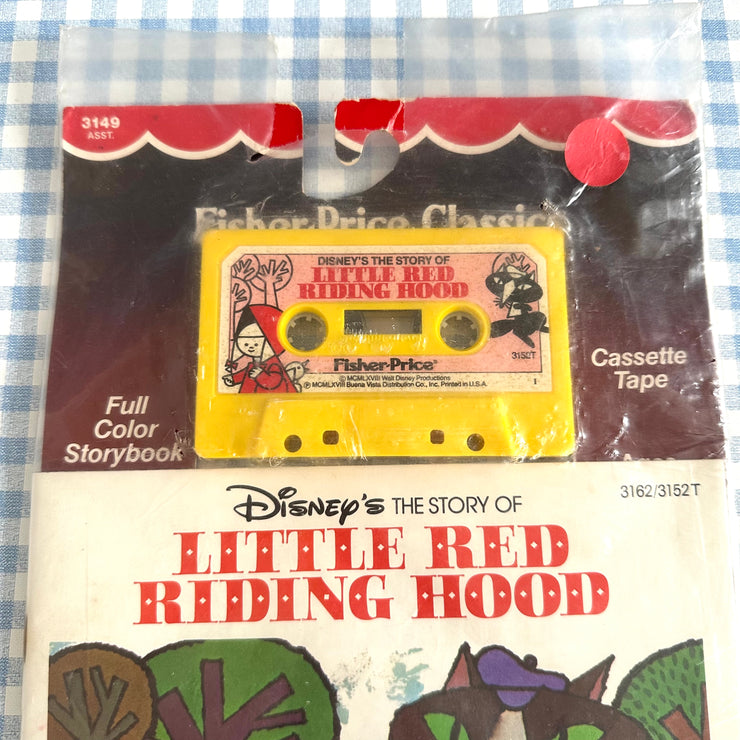 3149
ASST.
Fisher-Price Classics
DISNEY'S THE STORY OF
LITTLE RED
RIDING HOOD
3152T
Fisher-Price®
© MCMLXVIII Walt Disney Productions
℗ MCMLXVIII Buena Vista Distribution Co., Inc. Printed in U.S.A.
1
Cassette
Tape
Full
Color
Storybook
Disney's THE STORY OF
3162/3152T
LITTLE RED
RIDING HOOD